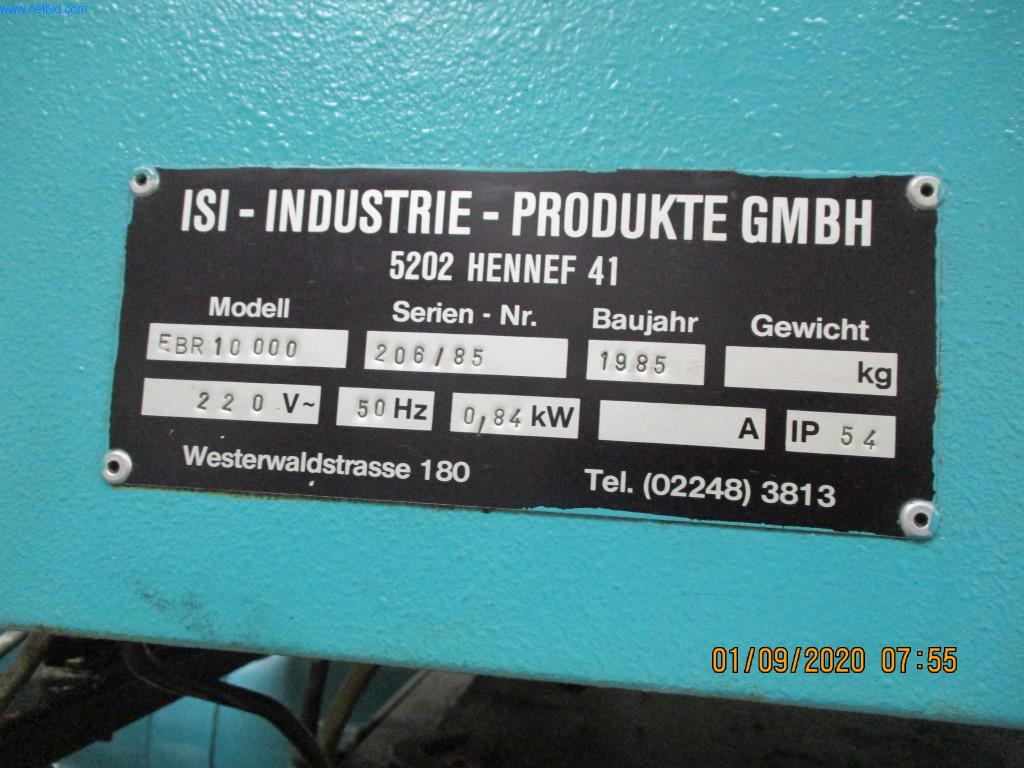 www.netbid.com
ISI - INDUSTRIE - PRODUKTE GMBH
5202 HENNEF 41
Modell Serien - Nr. Baujahr Gewicht
EBR 10 000 206/85 1985 kg
220 V~ 50 Hz 0,84 kW A IP 54
Westerwaldstrasse 180 Tel. (02248) 3813
01/09/2020 07:55